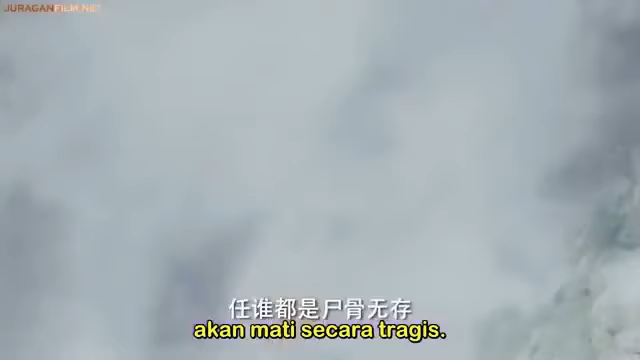 JURAGANFILM.NET
任谁都是尸骨无存
akan mati secara tragis.